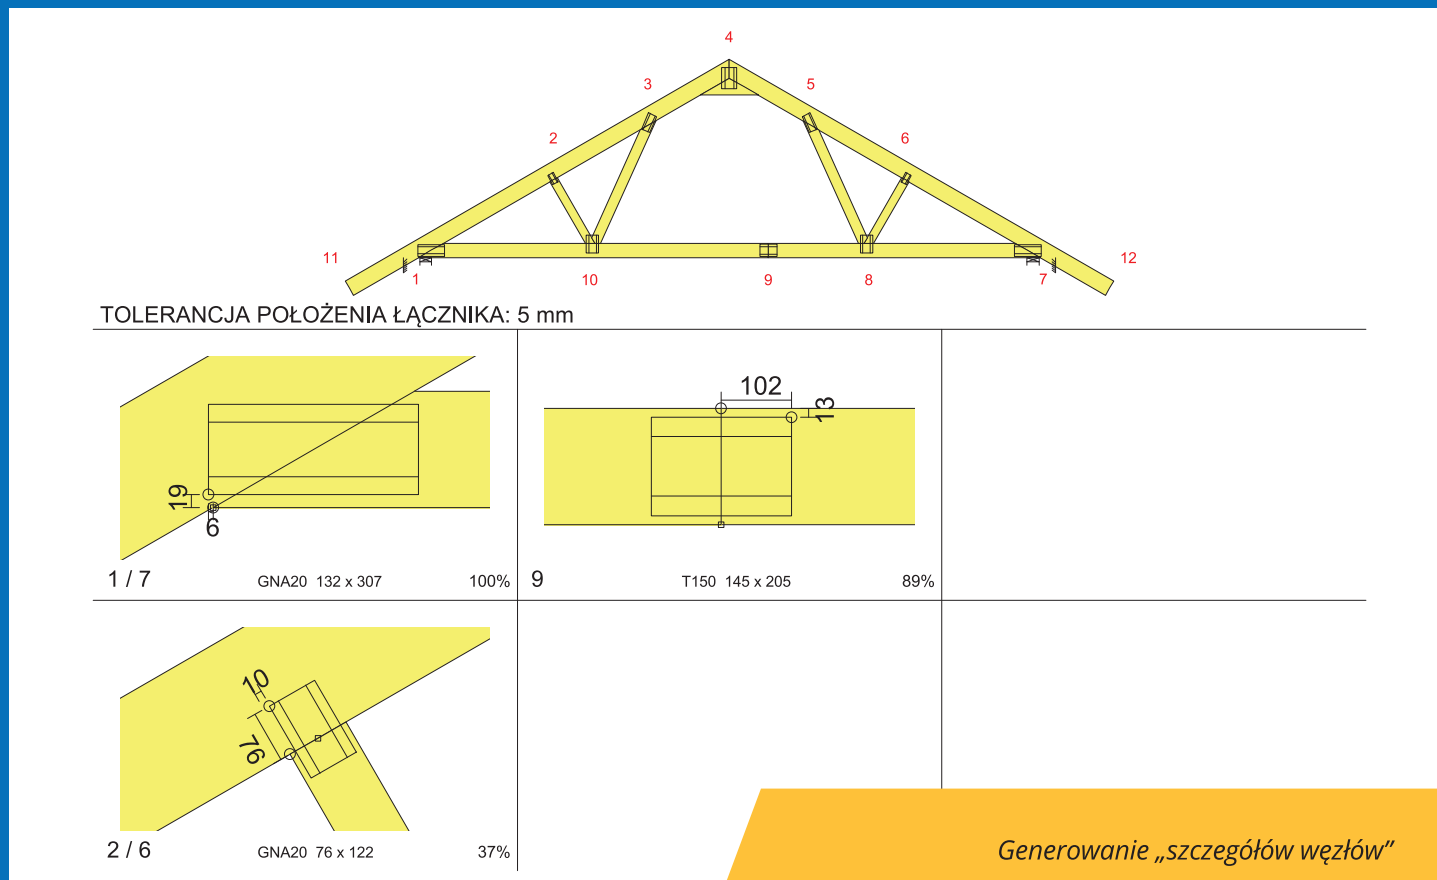 4
3 5
2 6
11 12
1 10 9 8 7
TOLERANCJA POŁOŻENIA ŁĄCZNIKA: 5 mm
19
6
1 / 7 GNA20 132 x 307 100%
102
13
9 T150 145 x 205 89%
10
76
2 / 6 GNA20 76 x 122 37%
Generowanie „szczegółów węzłów”